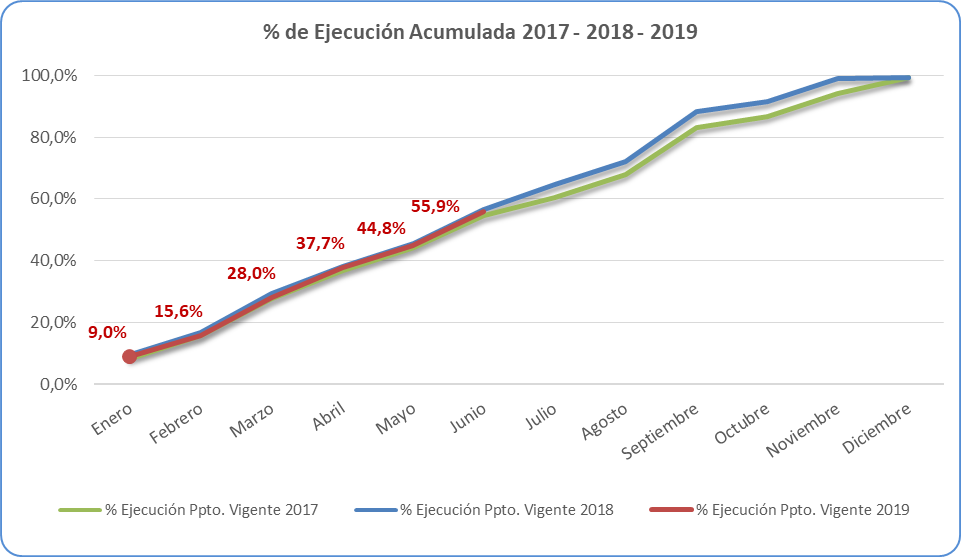 % de Ejecución Acumulada 2017 - 2018 - 2019
100,0%
80,0%
60,0%
40,0%
20,0%
0,0%
9,0%
15,6%
28,0%
37,7%
44,8%
55,9%
Enero
Febrero
Marzo
Abril
Mayo
Junio
Julio
Agosto
Septiembre
Octubre
Noviembre
Diciembre
% Ejecución Ppto. Vigente 2017
% Ejecución Ppto. Vigente 2018
% Ejecución Ppto. Vigente 2019